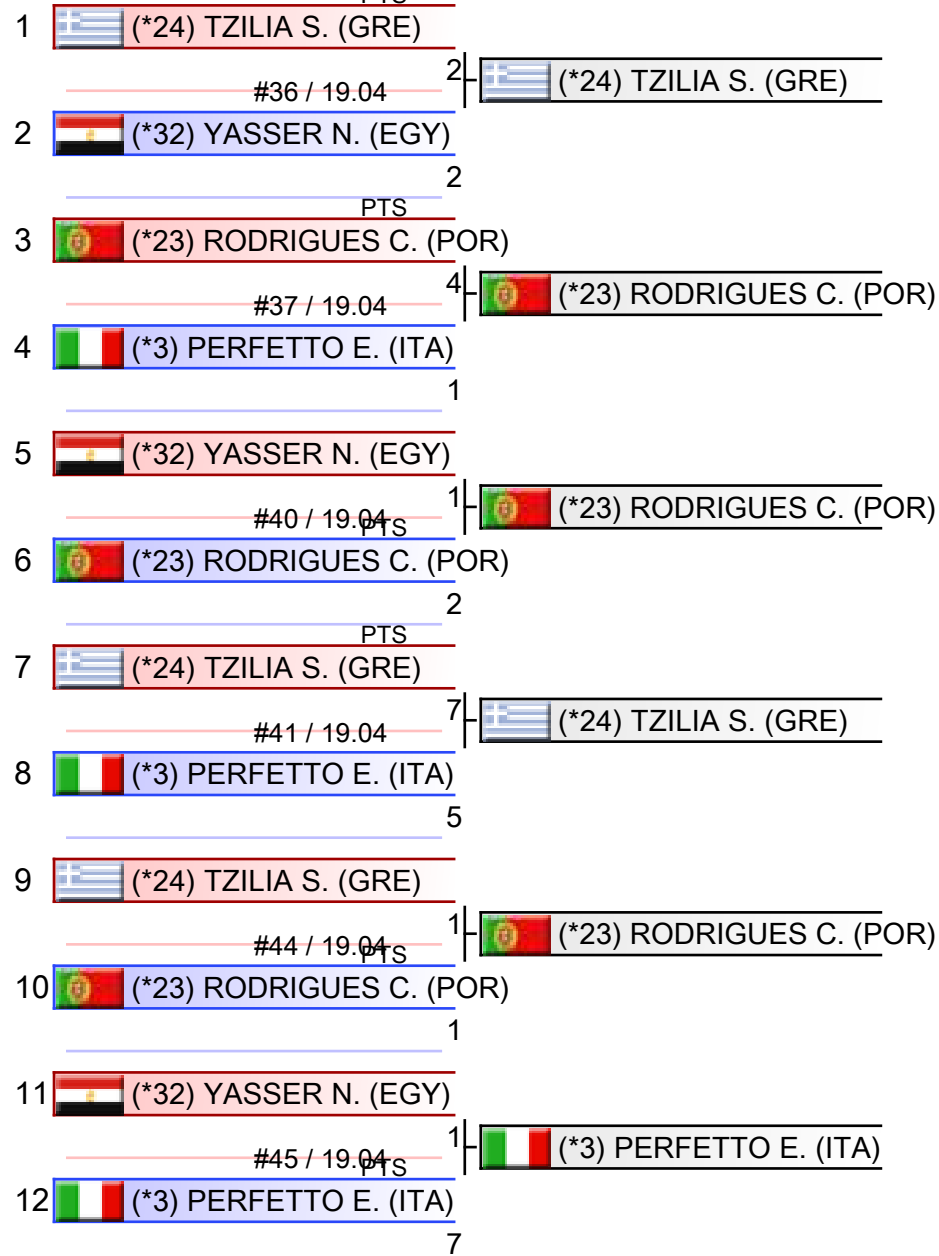 PTS
1 (*24) TZILIA S. (GRE)
2 (*24) TZILIA S. (GRE)
#36 / 19.04
2 (*32) YASSER N. (EGY)
2
PTS
3 (*23) RODRIGUES C. (POR)
4 (*23) RODRIGUES C. (POR)
#37 / 19.04
4 (*3) PERFETTO E. (ITA)
1
5 (*32) YASSER N. (EGY)
1 (*23) RODRIGUES C. (POR)
#40 / 19.04
PTS
6 (*23) RODRIGUES C. (POR)
2
PTS
7 (*24) TZILIA S. (GRE)
7 (*24) TZILIA S. (GRE)
#41 / 19.04
8 (*3) PERFETTO E. (ITA)
5
9 (*24) TZILIA S. (GRE)
1 (*23) RODRIGUES C. (POR)
#44 / 19.04
PTS
10 (*23) RODRIGUES C. (POR)
1
11 (*32) YASSER N. (EGY)
1 (*3) PERFETTO E. (ITA)
#45 / 19.04
PTS
12 (*3) PERFETTO E. (ITA)
7